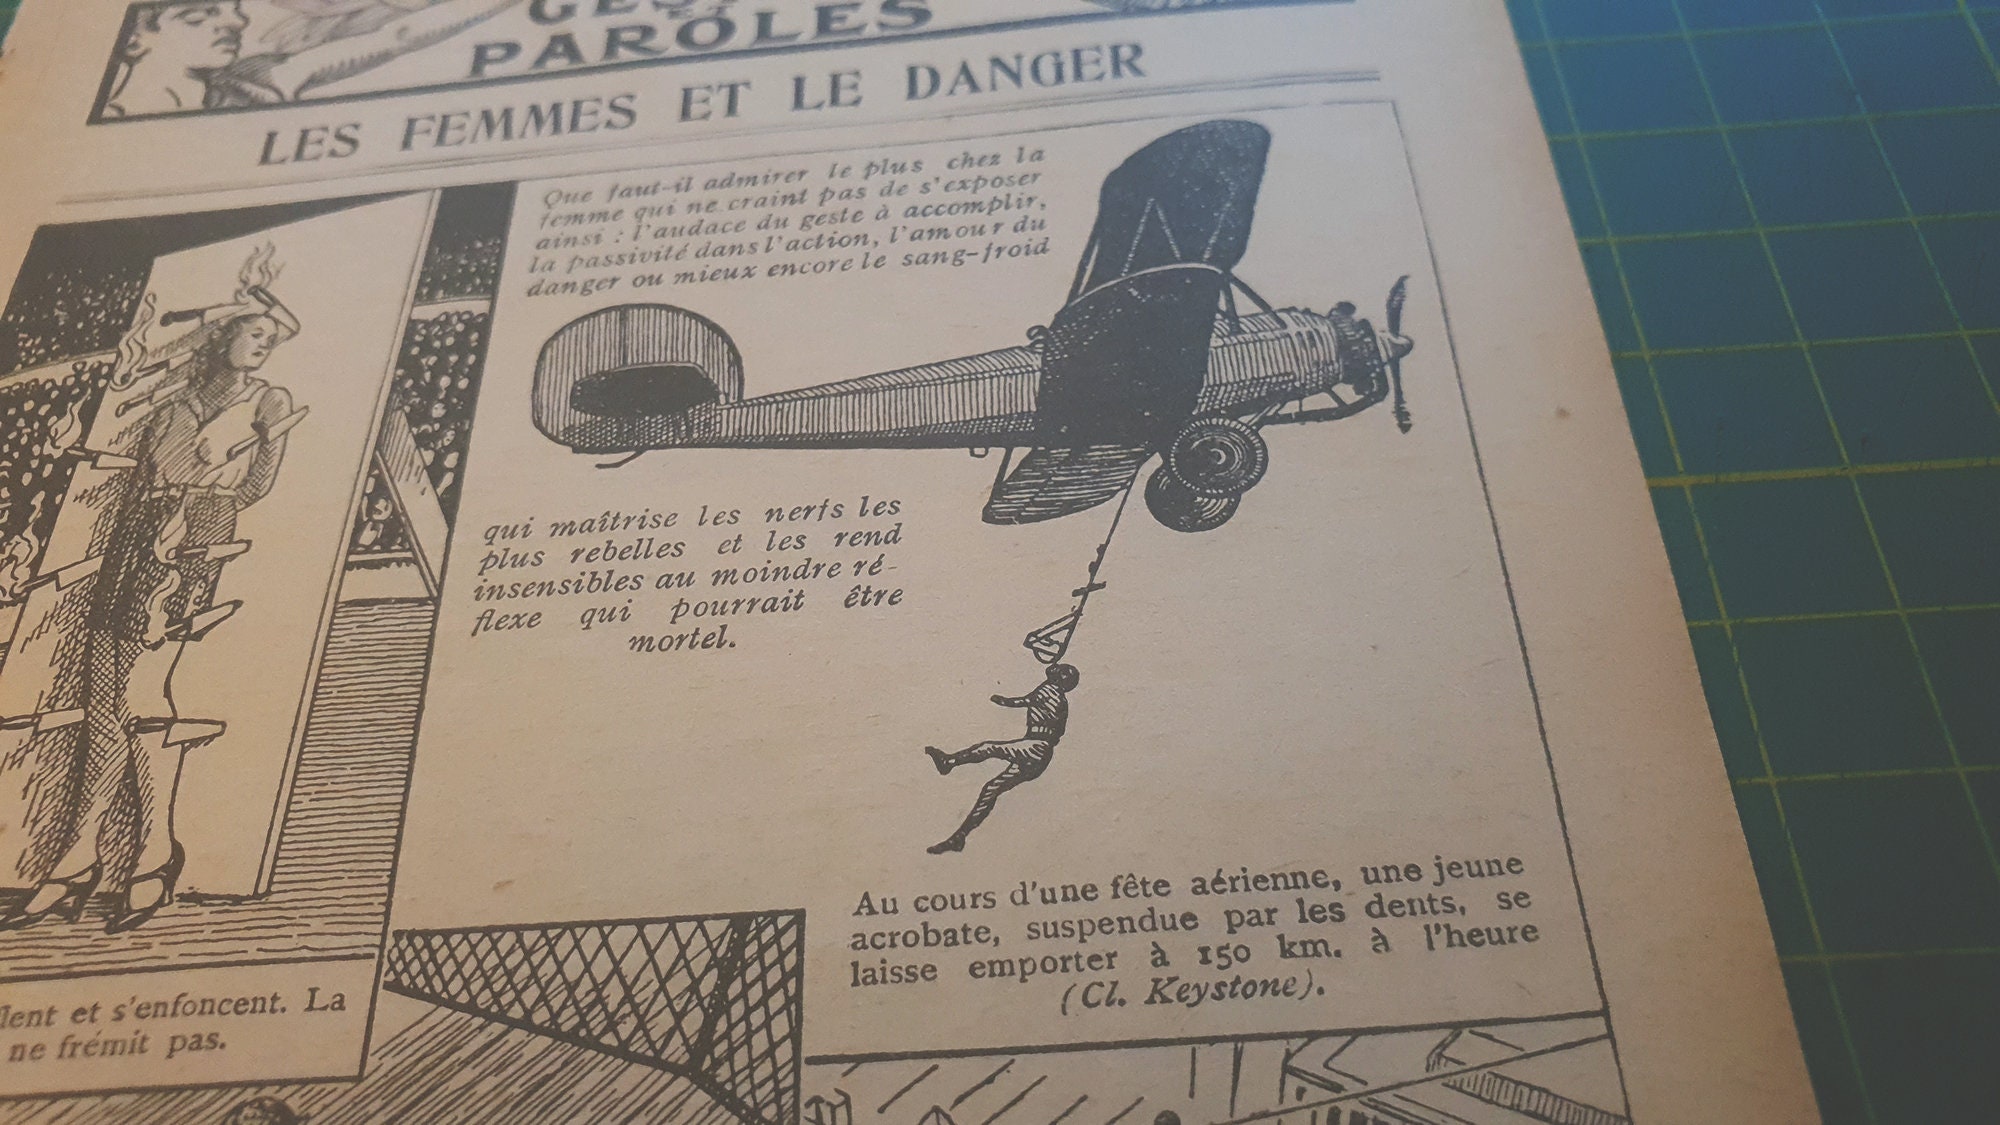 PAROLES
LES FEMMES ET LE DANGER
Que faut-il admirer le plus chez la
femme qui ne craint pas de s'exposer
ainsi : l'audace du geste à accomplir,
la passivité dans l'action, l'amour du
danger ou mieux encore le sang-froid
qui maîtrise les nerfs les
plus rebelles et les rend
insensibles au moindre ré-
flexe qui pourrait être
mortel.
Au cours d'une fête aérienne, une jeune
acrobate, suspendue par les dents, se
laisse emporter à 150 km. à l'heure
(Cl. Keystone).
et s'enfoncent. La
ne frémit pas.